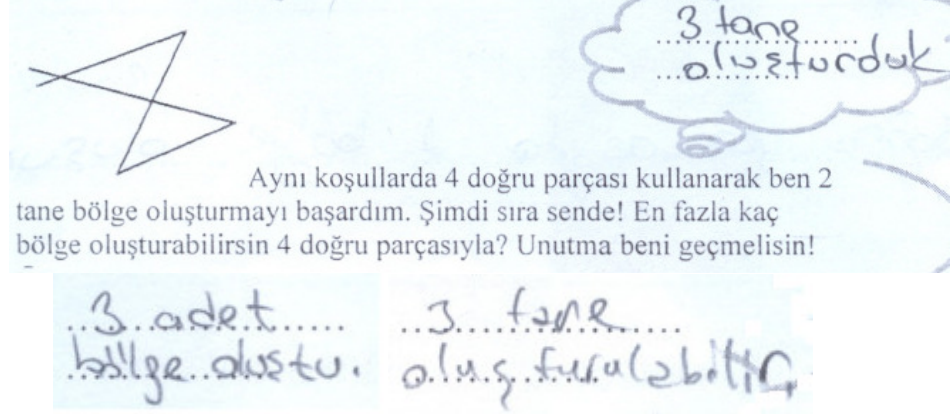 3 tane
oluşturduk
Aynı koşullarda 4 doğru parçası kullanarak ben 2
tane bölge oluşturmayı başardım. Şimdi sıra sende! En fazla kaç
bölge oluşturabilirsin 4 doğru parçasıyla? Unutma beni geçmelisin!
3 adet
bölge oluştu.
3 tane
oluşturulabilir